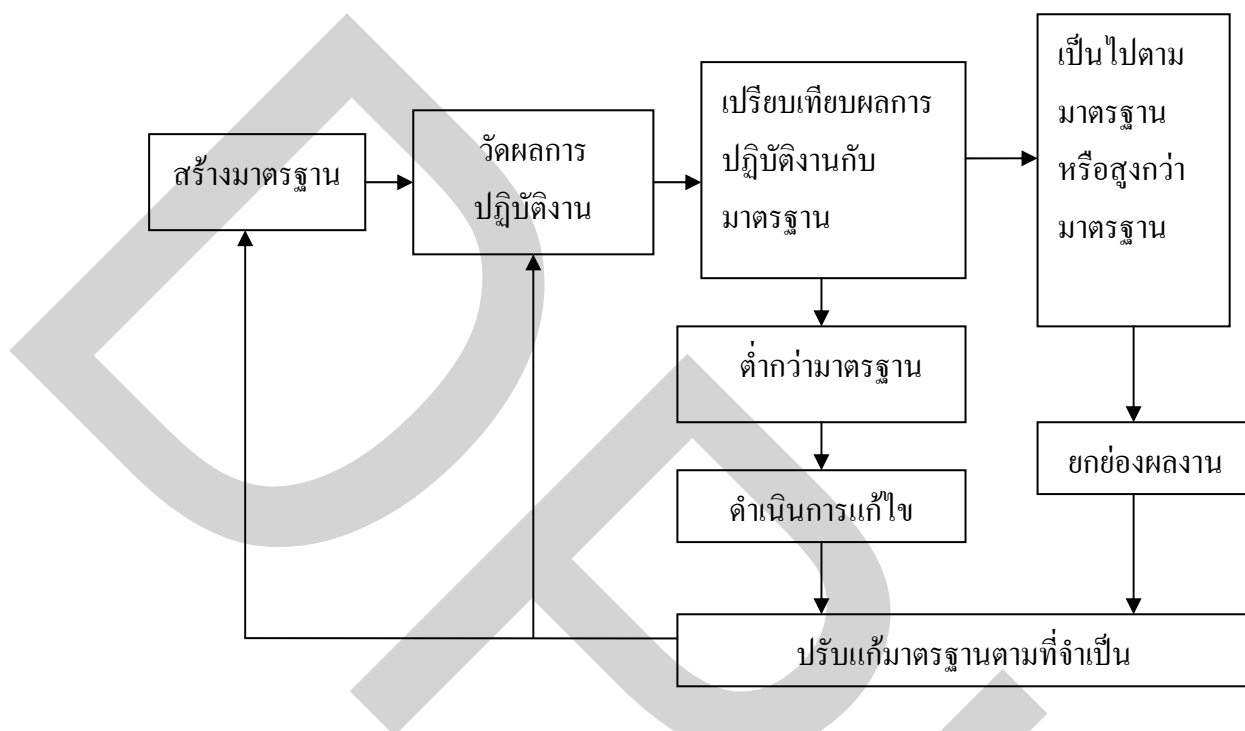 สร้างมาตรฐาน
วัดผลการ
ปฏิบัติงาน
เปรียบเทียบผลการ
ปฏิบัติงานกับ
มาตรฐาน
เป็นไปตาม
มาตรฐาน
หรือสูงกว่า
มาตรฐาน
ต่ำกว่ามาตรฐาน
ดำเนินการแก้ไข
ยกย่องผลงาน
ปรับแก้มาตรฐานตามที่จำเป็น